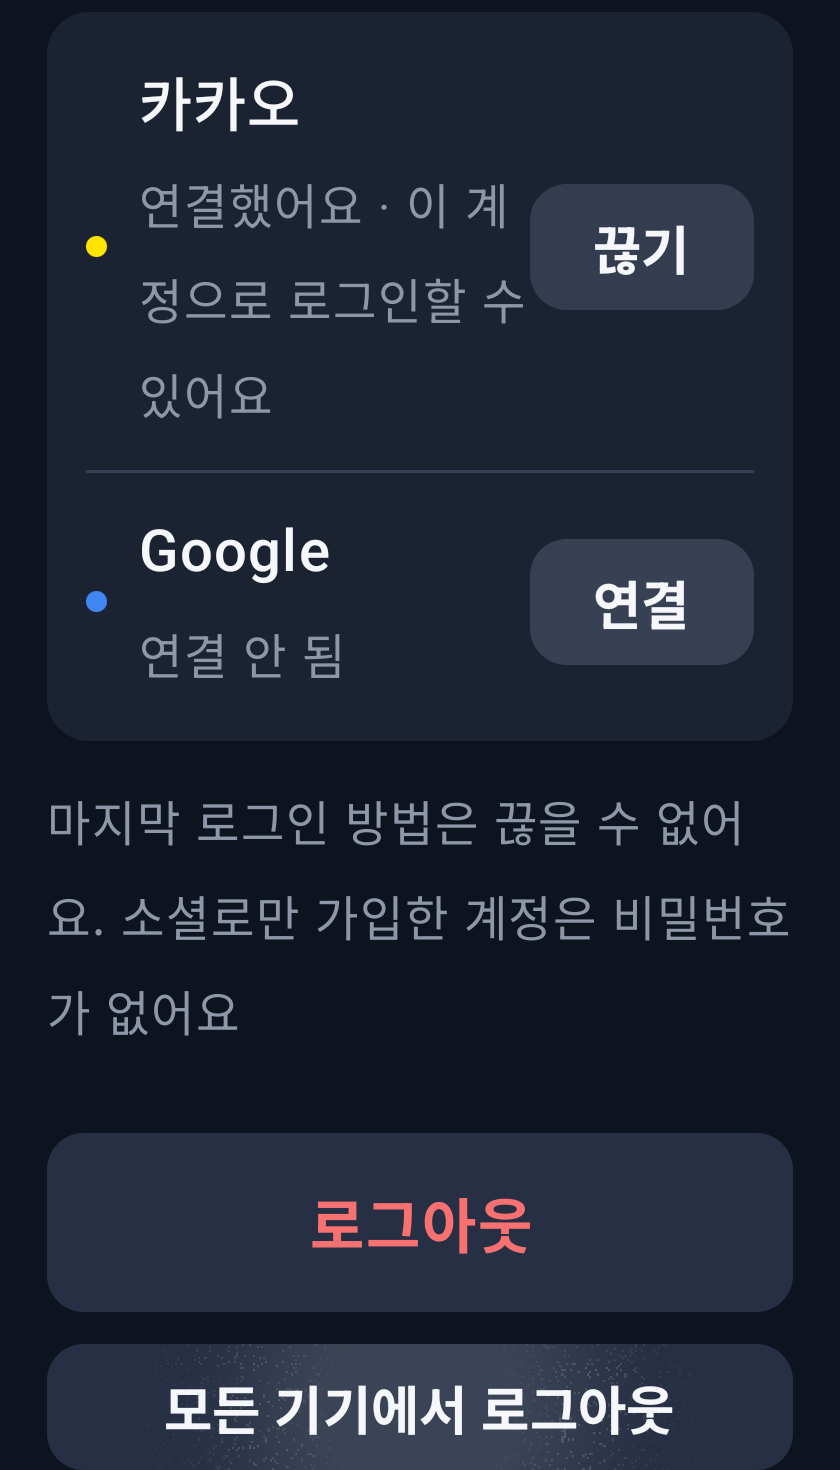 카카오
연결했어요 · 이 계
정으로 로그인할 수
있어요
끊기
Google
연결 안 됨
연결
마지막 로그인 방법은 끊을 수 없어
요. 소셜로만 가입한 계정은 비밀번호
가 없어요
로그아웃
모든 기기에서 로그아웃